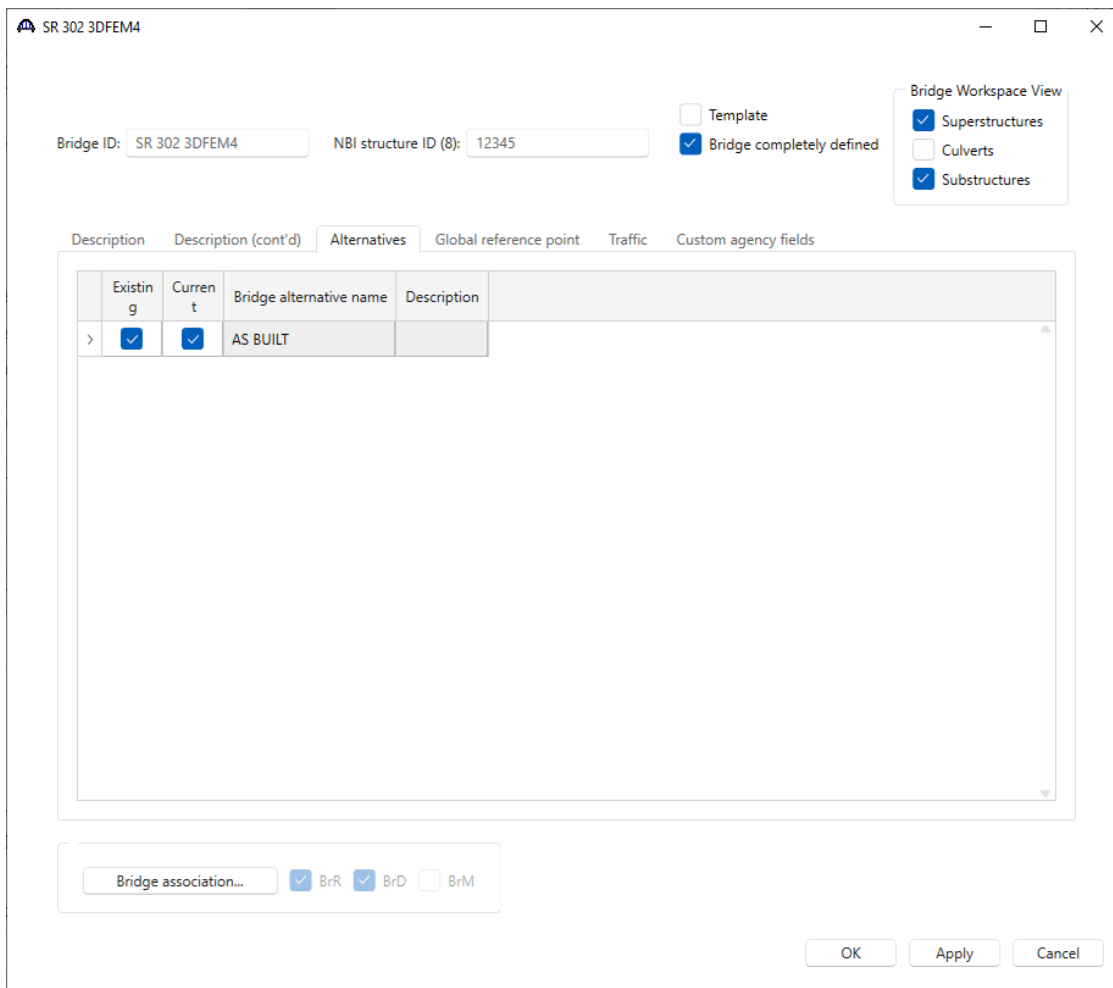 SR 302 3DFEM4
Bridge Workspace View
Template
Superstructures
Bridge ID: SR 302 3DFEM4 NBI structure ID (8): 12345 Bridge completely defined
Culverts
Substructures
Description Description (cont'd) Alternatives Global reference point Traffic Custom agency fields
Existin
g
Curren
t
Bridge alternative name
Description
AS BUILT
Bridge association... BrR BrD BrM
OK Apply Cancel